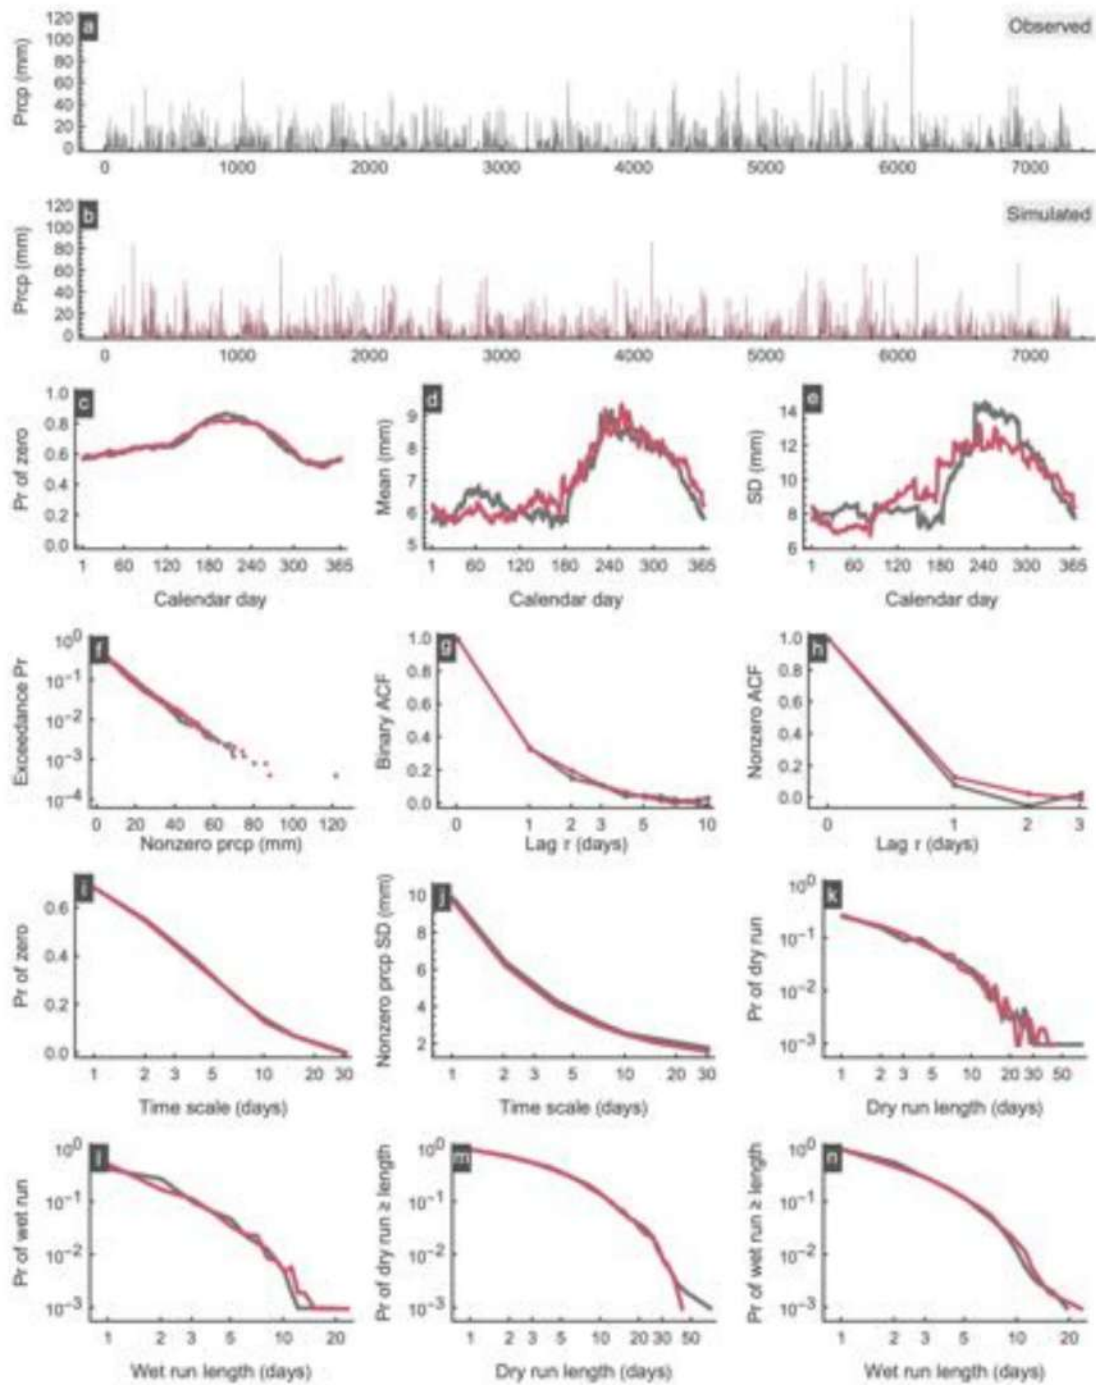 a
Observed
Prcp (mm)
120
100
80
60
40
20
0
0 1000 2000 3000 4000 5000 6000 7000
b
Simulated
Prcp (mm)
120
100
80
60
40
20
0
0 1000 2000 3000 4000 5000 6000 7000
c
Pr of zero
1.0
0.8
0.6
0.4
0.2
0.0
1 60 120 180 240 300 365
Calendar day
d
Mean (mm)
9
8
7
6
5
1 60 120 180 240 300 365
Calendar day
e
SD (mm)
14
12
10
8
6
1 60 120 180 240 300 365
Calendar day
f
Exceedance Pr
10^0
10^−1
10^−2
10^−3
10^−4
0 20 40 60 80 100 120
Nonzero prcp (mm)
g
Binary ACF
1.0
0.8
0.6
0.4
0.2
0.0
0 1 2 3 5 10
Lag τ (days)
h
Nonzero ACF
1.0
0.8
0.6
0.4
0.2
0.0
0 1 2 3
Lag τ (days)
i
Pr of zero
0.6
0.4
0.2
0.0
1 2 3 5 10 20 30
Time scale (days)
j
Nonzero prcp SD (mm)
10
8
6
4
2
1 2 3 5 10 20 30
Time scale (days)
k
Pr of dry run
10^0
10^−1
10^−2
10^−3
1 2 3 5 10 20 30 50
Dry run length (days)
l
Pr of wet run
10^0
10^−1
10^−2
10^−3
1 2 3 5 10 20
Wet run length (days)
m
Pr of dry run ≥ length
10^0
10^−1
10^−2
10^−3
1 2 3 5 10 20 30 50
Dry run length (days)
n
Pr of wet run ≥ length
10^0
10^−1
10^−2
10^−3
1 2 3 5 10 20
Wet run length (days)